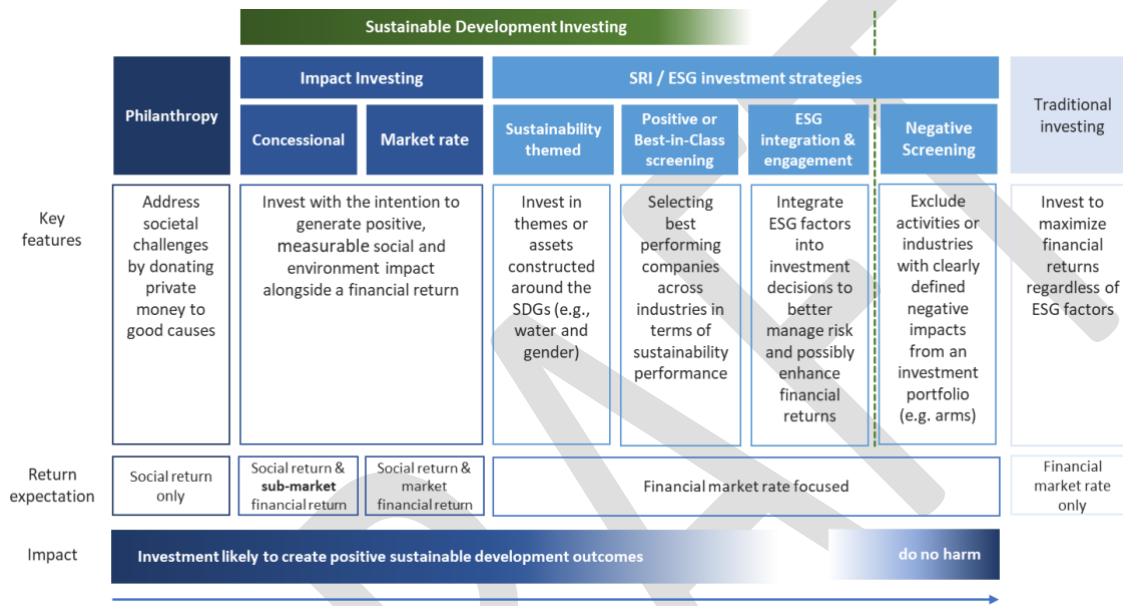 Sustainable Development Investing
Philanthropy
Impact Investing
SRI / ESG investment strategies
Traditional
investing
Concessional
Market rate
Sustainability
themed
Positive or
Best-in-Class
screening
ESG
integration &
engagement
Negative
Screening
Key
features
Address
societal
challenges
by donating
private
money to
good causes
Invest with the intention to
generate positive,
measurable social and
environment impact
alongside a financial return
Invest in
themes or
assets
constructed
around the
SDGs (e.g.,
water and
gender)
Selecting
best
performing
companies
across
industries in
terms of
sustainability
performance
Integrate
ESG factors
into
investment
decisions to
better
manage risk
and possibly
enhance
financial
returns
Exclude
activities or
industries
with clearly
defined
negative
impacts
from an
investment
portfolio
(e.g. arms)
Invest to
maximize
financial
returns
regardless of
ESG factors
Return
expectation
Social return
only
Social return &
sub-market
financial return
Social return &
market
financial return
Financial market rate focused
Financial
market rate
only
Impact
Investment likely to create positive sustainable development outcomes
do no harm
DRAFT